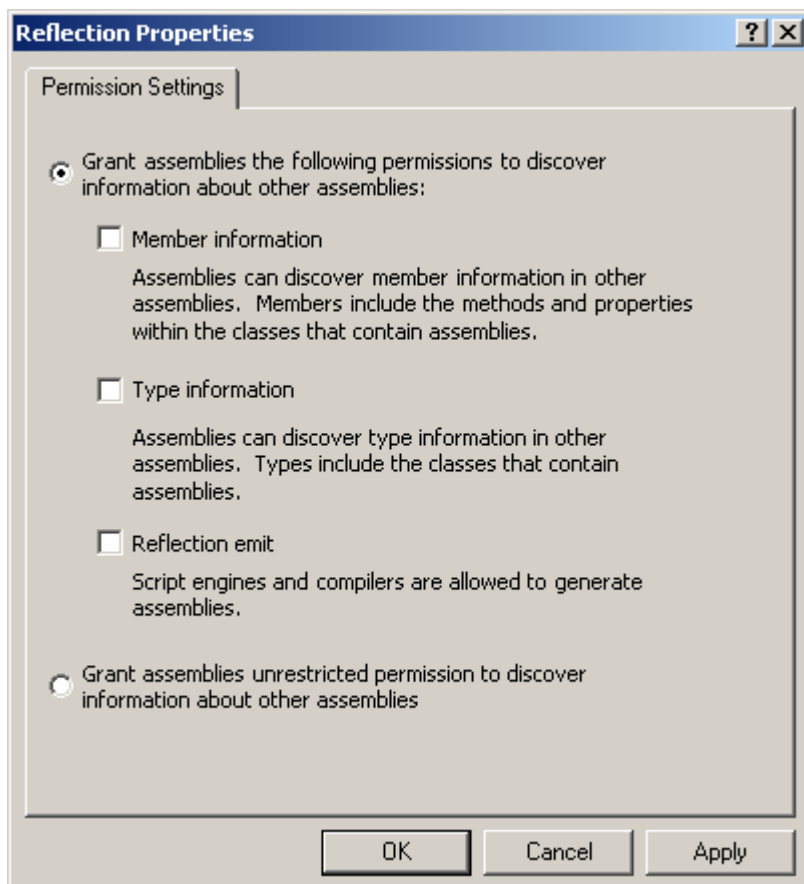 Reflection Properties
Permission Settings
Grant assemblies the following permissions to discover
information about other assemblies:
Member information
Assemblies can discover member information in other
assemblies.  Members include the methods and properties
within the classes that contain assemblies.
Type information
Assemblies can discover type information in other
assemblies.  Types include the classes that contain
assemblies.
Reflection emit
Script engines and compilers are allowed to generate
assemblies.
Grant assemblies unrestricted permission to discover
information about other assemblies
OK Cancel Apply